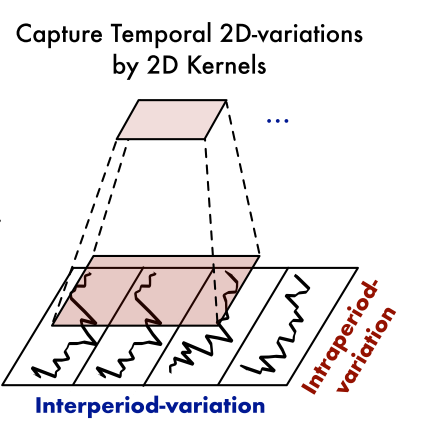 Capture Temporal 2D-variations
by 2D Kernels
...
Intraperiod-
variation
Interperiod-variation